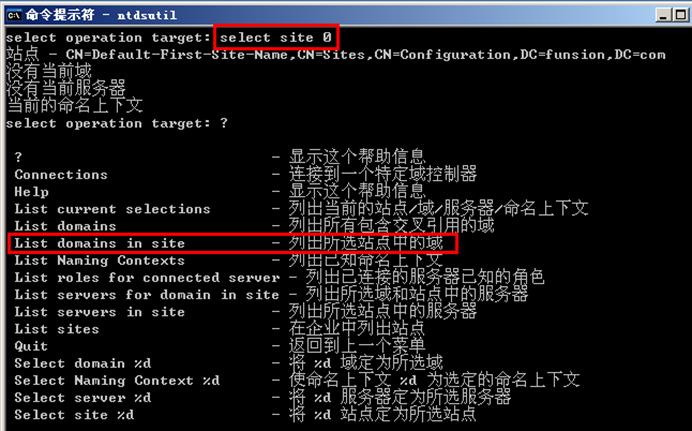 命令提示符 - ntdsutil
select operation target: select site 0
站点 - CN=Default-First-Site-Name,CN=Sites,CN=Configuration,DC=funsion,DC=com
没有当前域
没有当前服务器
当前的命名上下文
select operation target: ?
? - 显示这个帮助信息
Connections - 连接到一个特定域控制器
Help - 显示这个帮助信息
List current selections - 列出当前的站点/域/服务器/命名上下文
List domains - 列出所有包含交叉引用的域
List domains in site - 列出所选站点中的域
List Naming Contexts - 列出已知命名上下文
List roles for connected server - 列出已连接的服务器已知的角色
List servers for domain in site - 列出所选域和站点中的服务器
List servers in site - 列出所选站点中的服务器
List sites - 在企业中列出站点
Quit - 返回到上一个菜单
Select domain %d - 将 %d 域定为所选域
Select Naming Context %d - 使命名上下文 %d 为选定的命名上下文
Select server %d - 将 %d 服务器定为所选服务器
Select site %d - 将 %d 站点定为所选站点